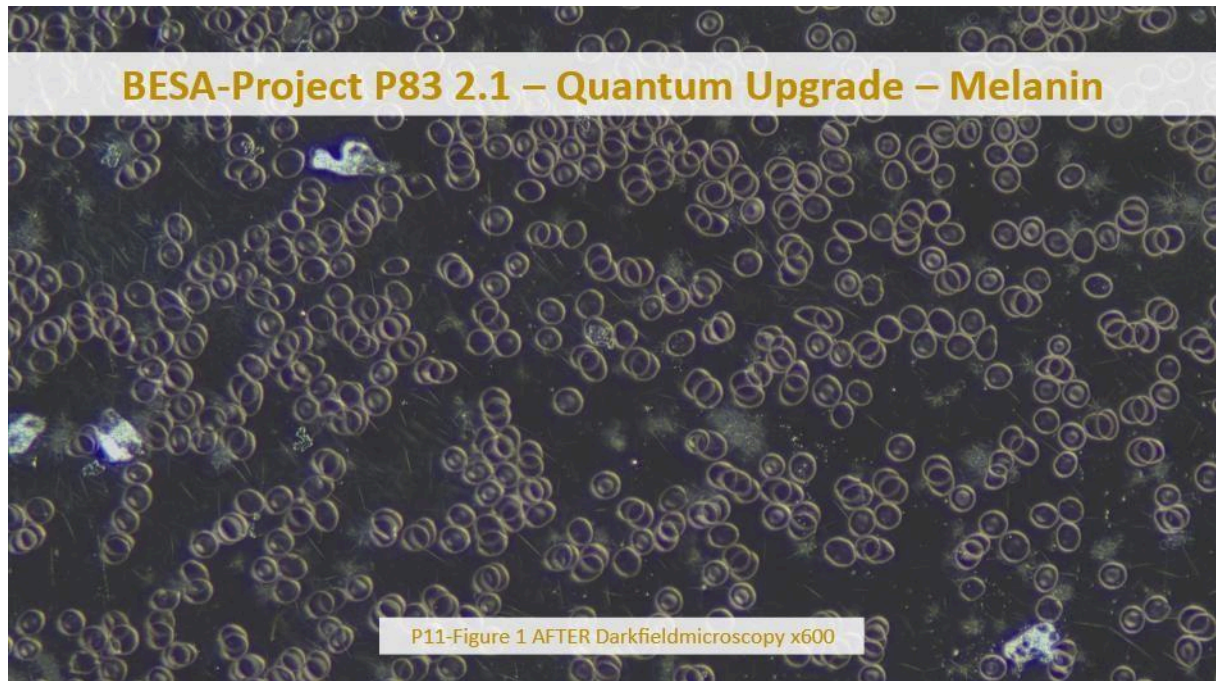 BESA-Project P83 2.1 – Quantum Upgrade – Melanin
P11-Figure 1 AFTER Darkfieldmicroscopy x600